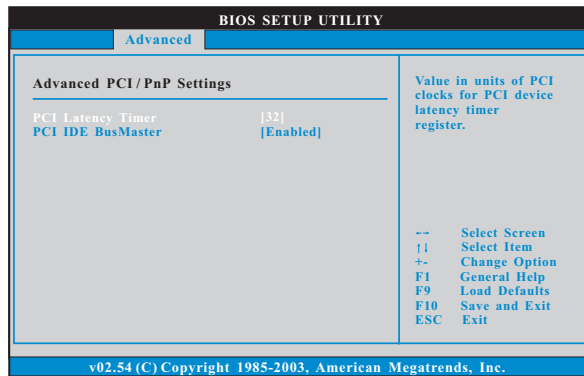 BIOS SETUP UTILITY
Advanced
Advanced PCI / PnP Settings
PCI Latency Timer [32]
PCI IDE BusMaster [Enabled]
Value in units of PCI
clocks for PCI device
latency timer
register.
←→ Select Screen
↑↓ Select Item
+- Change Option
F1 General Help
F9 Load Defaults
F10 Save and Exit
ESC Exit
v02.54 (C) Copyright 1985-2003, American Megatrends, Inc.